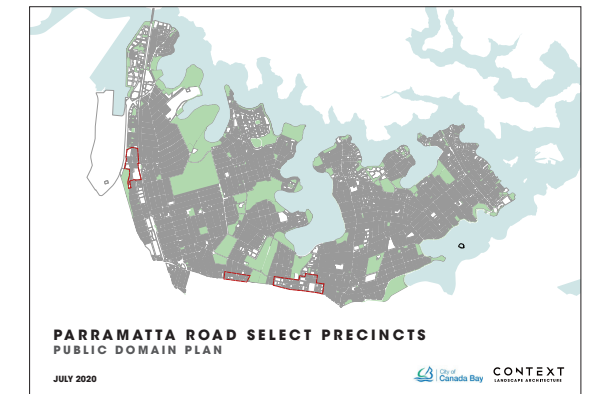 PARRAMATTA ROAD SELECT PRECINCTS
PUBLIC DOMAIN PLAN
JULY 2020
City of
Canada Bay
CONTEXT
LANDSCAPE ARCHITECTURE